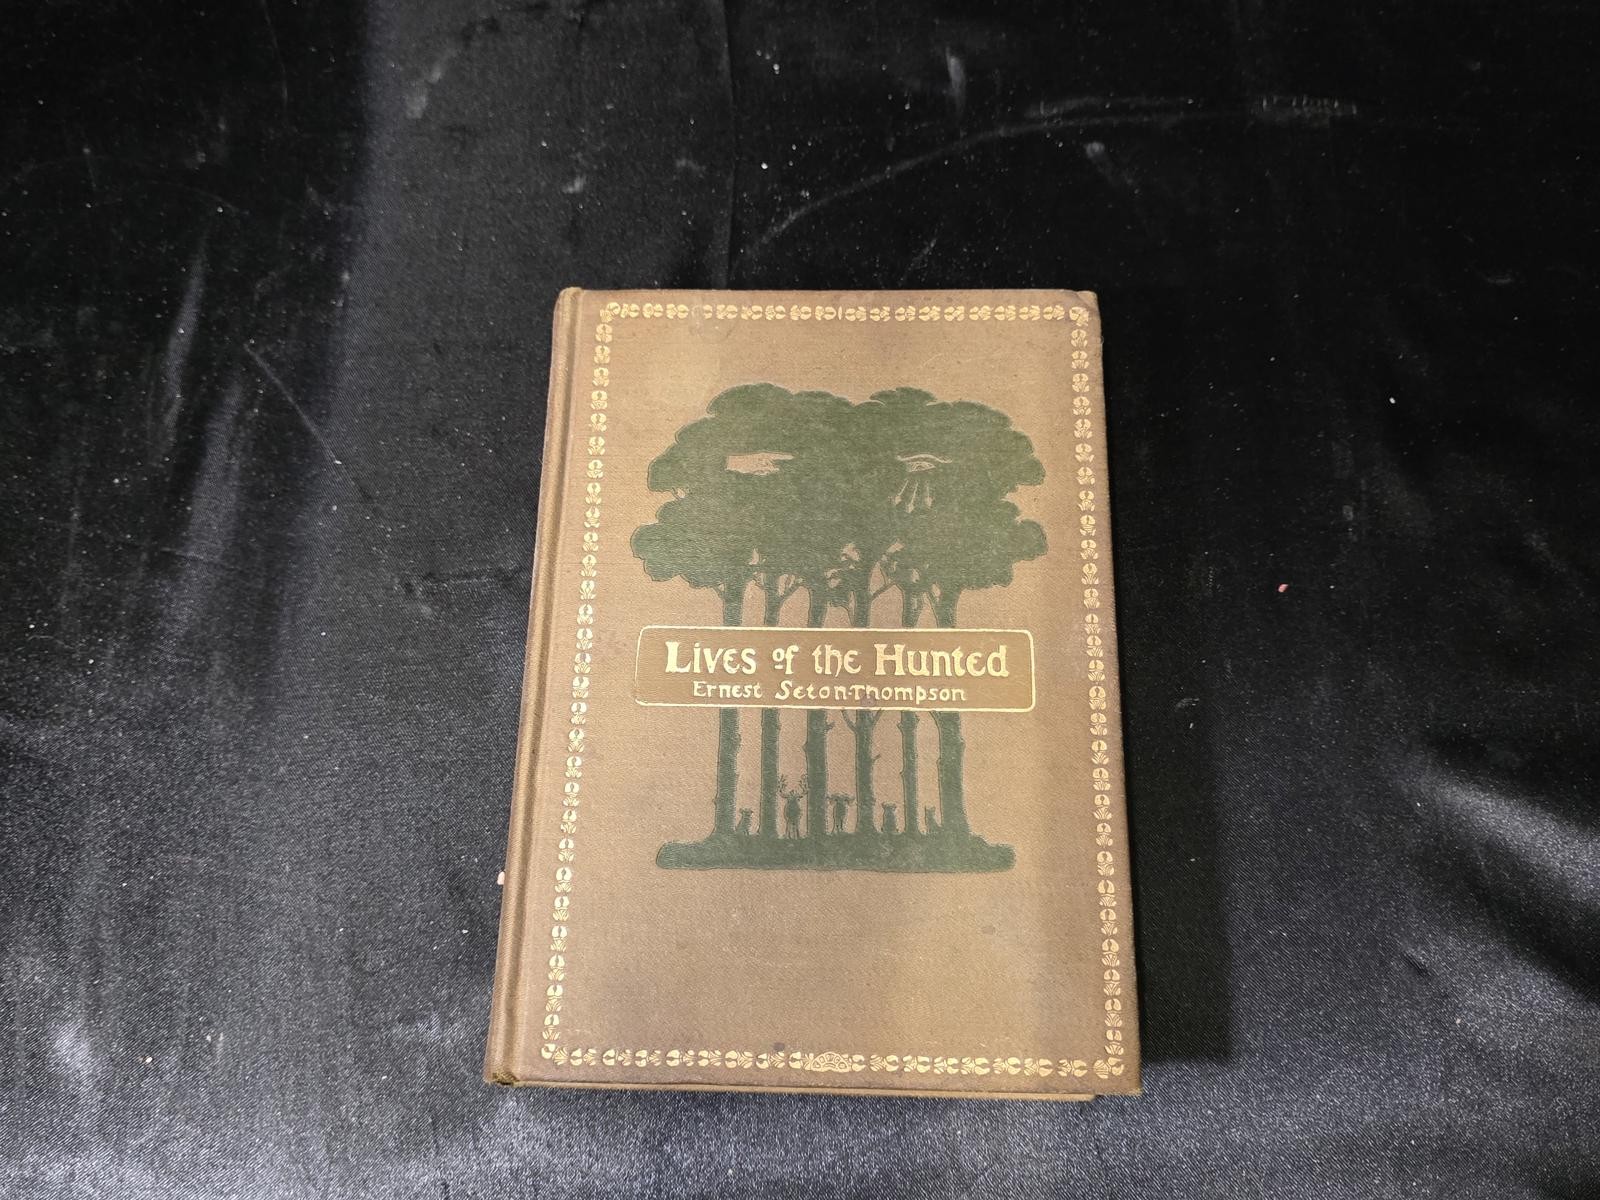 Lives of the Hunted
Ernest Seton-Thompson